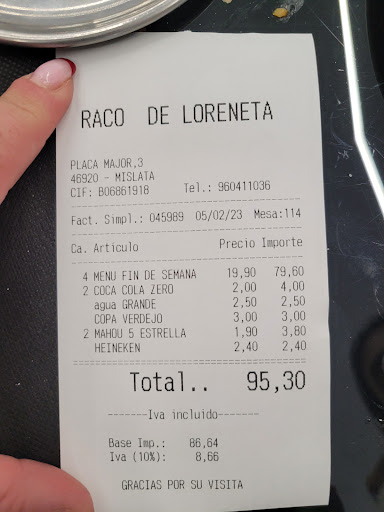 RACO DE LORENETA
PLACA MAJOR,3
46920 - MISLATA
CIF: B06861918 Tel.: 960411036
Fact. Simpl.: 045989 05/02/23 Mesa:114
Ca. Articulo Precio Importe
4 MENU FIN DE SEMANA 19,90 79,60
2 COCA COLA ZERO 2,00 4,00
agua GRANDE 2,50 2,50
COPA VERDEJO 3,00 3,00
2 MAHOU 5 ESTRELLA 1,90 3,80
HEINEKEN 2,40 2,40
Total.. 95,30
-------Iva incluido-------
Base Imp.: 86,64
Iva (10%): 8,66
GRACIAS POR SU VISITA